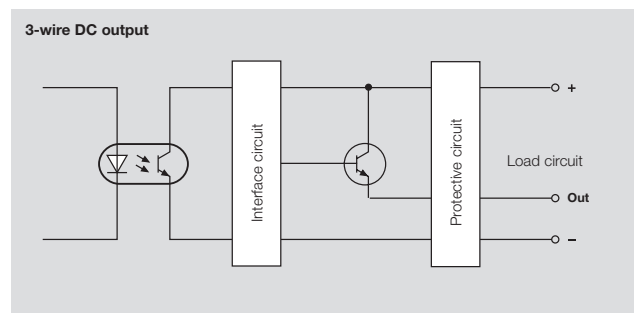 3-wire DC output
Interface circuit
Protective circuit
+
Load circuit
Out
–